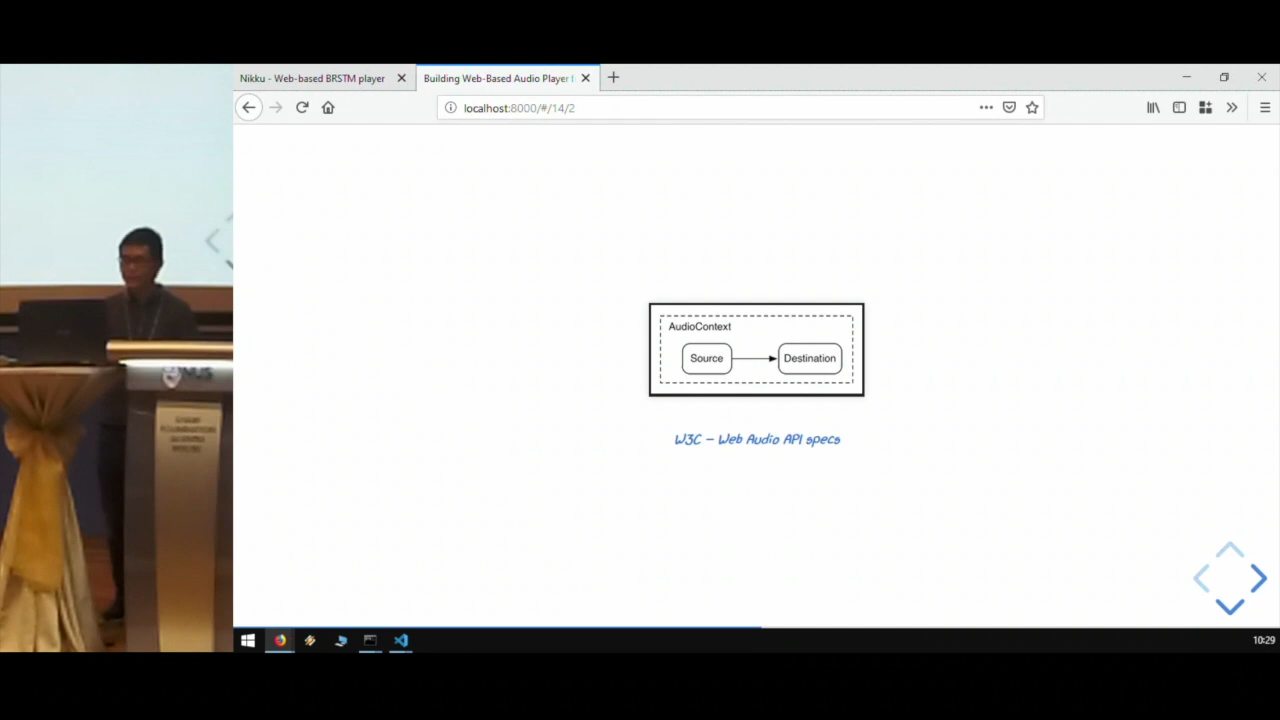 Nikku - Web-based BRSTM player
Building Web-Based Audio Player f
localhost:8000/#/14/2
AudioContext
Source
Destination
W3C - Web Audio API specs
NUS
10:29